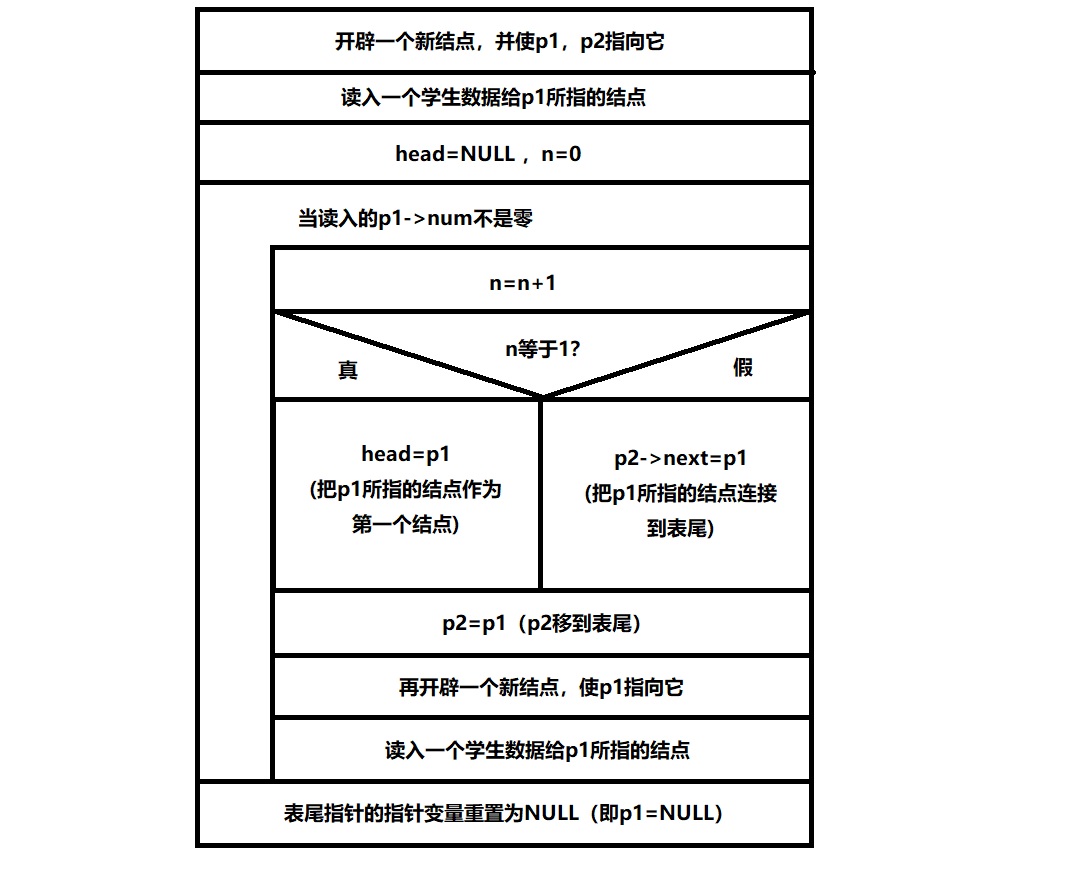 开辟一个新结点，并使p1，p2指向它
读入一个学生数据给p1所指的结点
head=NULL ，n=0
当读入的p1->num不是零
n=n+1
n等于1?
真
假
head=p1
(把p1所指的结点作为
第一个结点)
p2->next=p1
(把p1所指的结点连接
到表尾)
p2=p1（p2移到表尾）
再开辟一个新结点，使p1指向它
读入一个学生数据给p1所指的结点
表尾指针的指针变量重置为NULL（即p1=NULL）